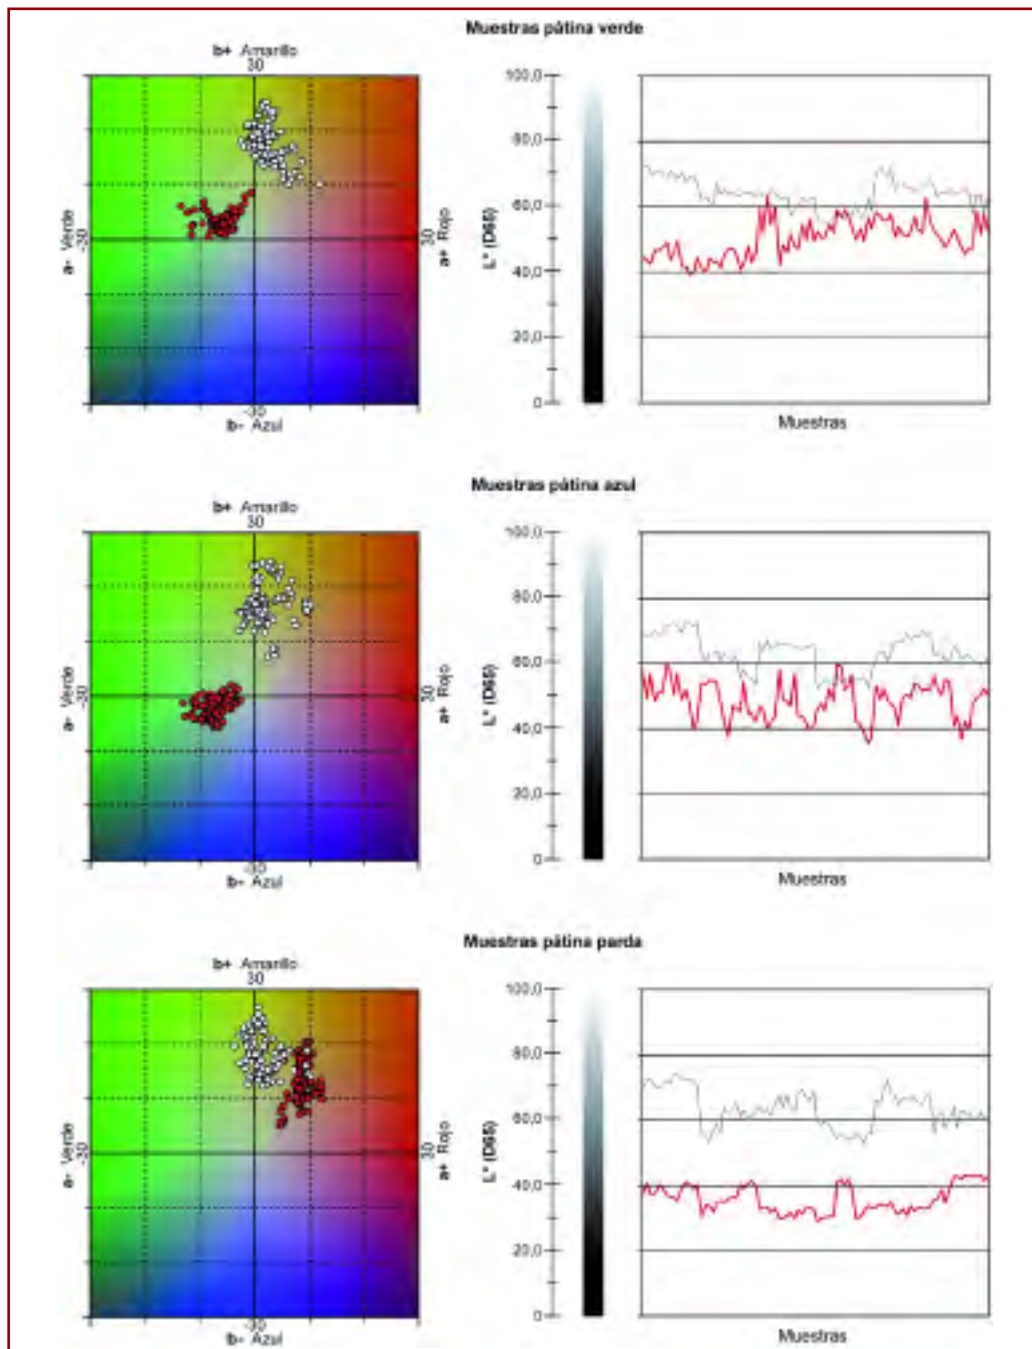 Muestras pátina verde
b+ Amarillo
30
a- Verde
-30
30
a+ Rojo
-30
b- Azul
L* (D65)
100,0
80,0
60,0
40,0
20,0
0
Muestras
Muestras pátina azul
b+ Amarillo
30
a- Verde
-30
30
a+ Rojo
-30
b- Azul
L* (D65)
100,0
80,0
60,0
40,0
20,0
0
Muestras
Muestras pátina parda
b+ Amarillo
30
a- Verde
-30
30
a+ Rojo
-30
b- Azul
L* (D65)
100,0
80,0
60,0
40,0
20,0
0
Muestras